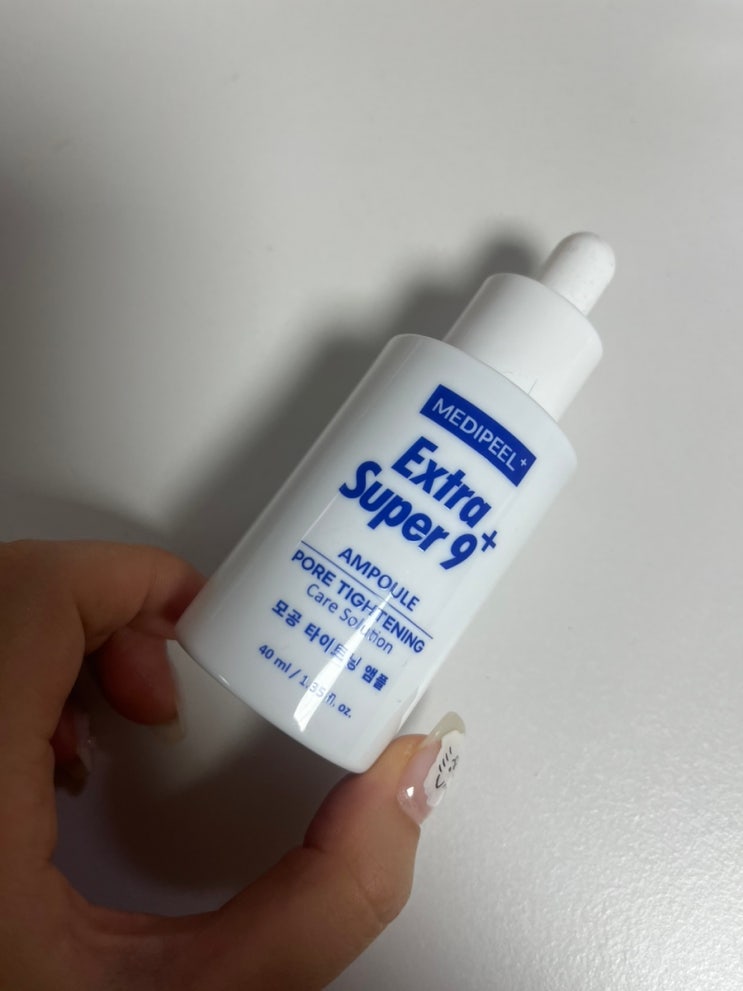 MEDIPEEL+
Extra
Super 9+
AMPOULE
PORE TIGHTENING
Care Solution
모공 타이트닝 앰플
40 ml / 1.35 fl. oz.